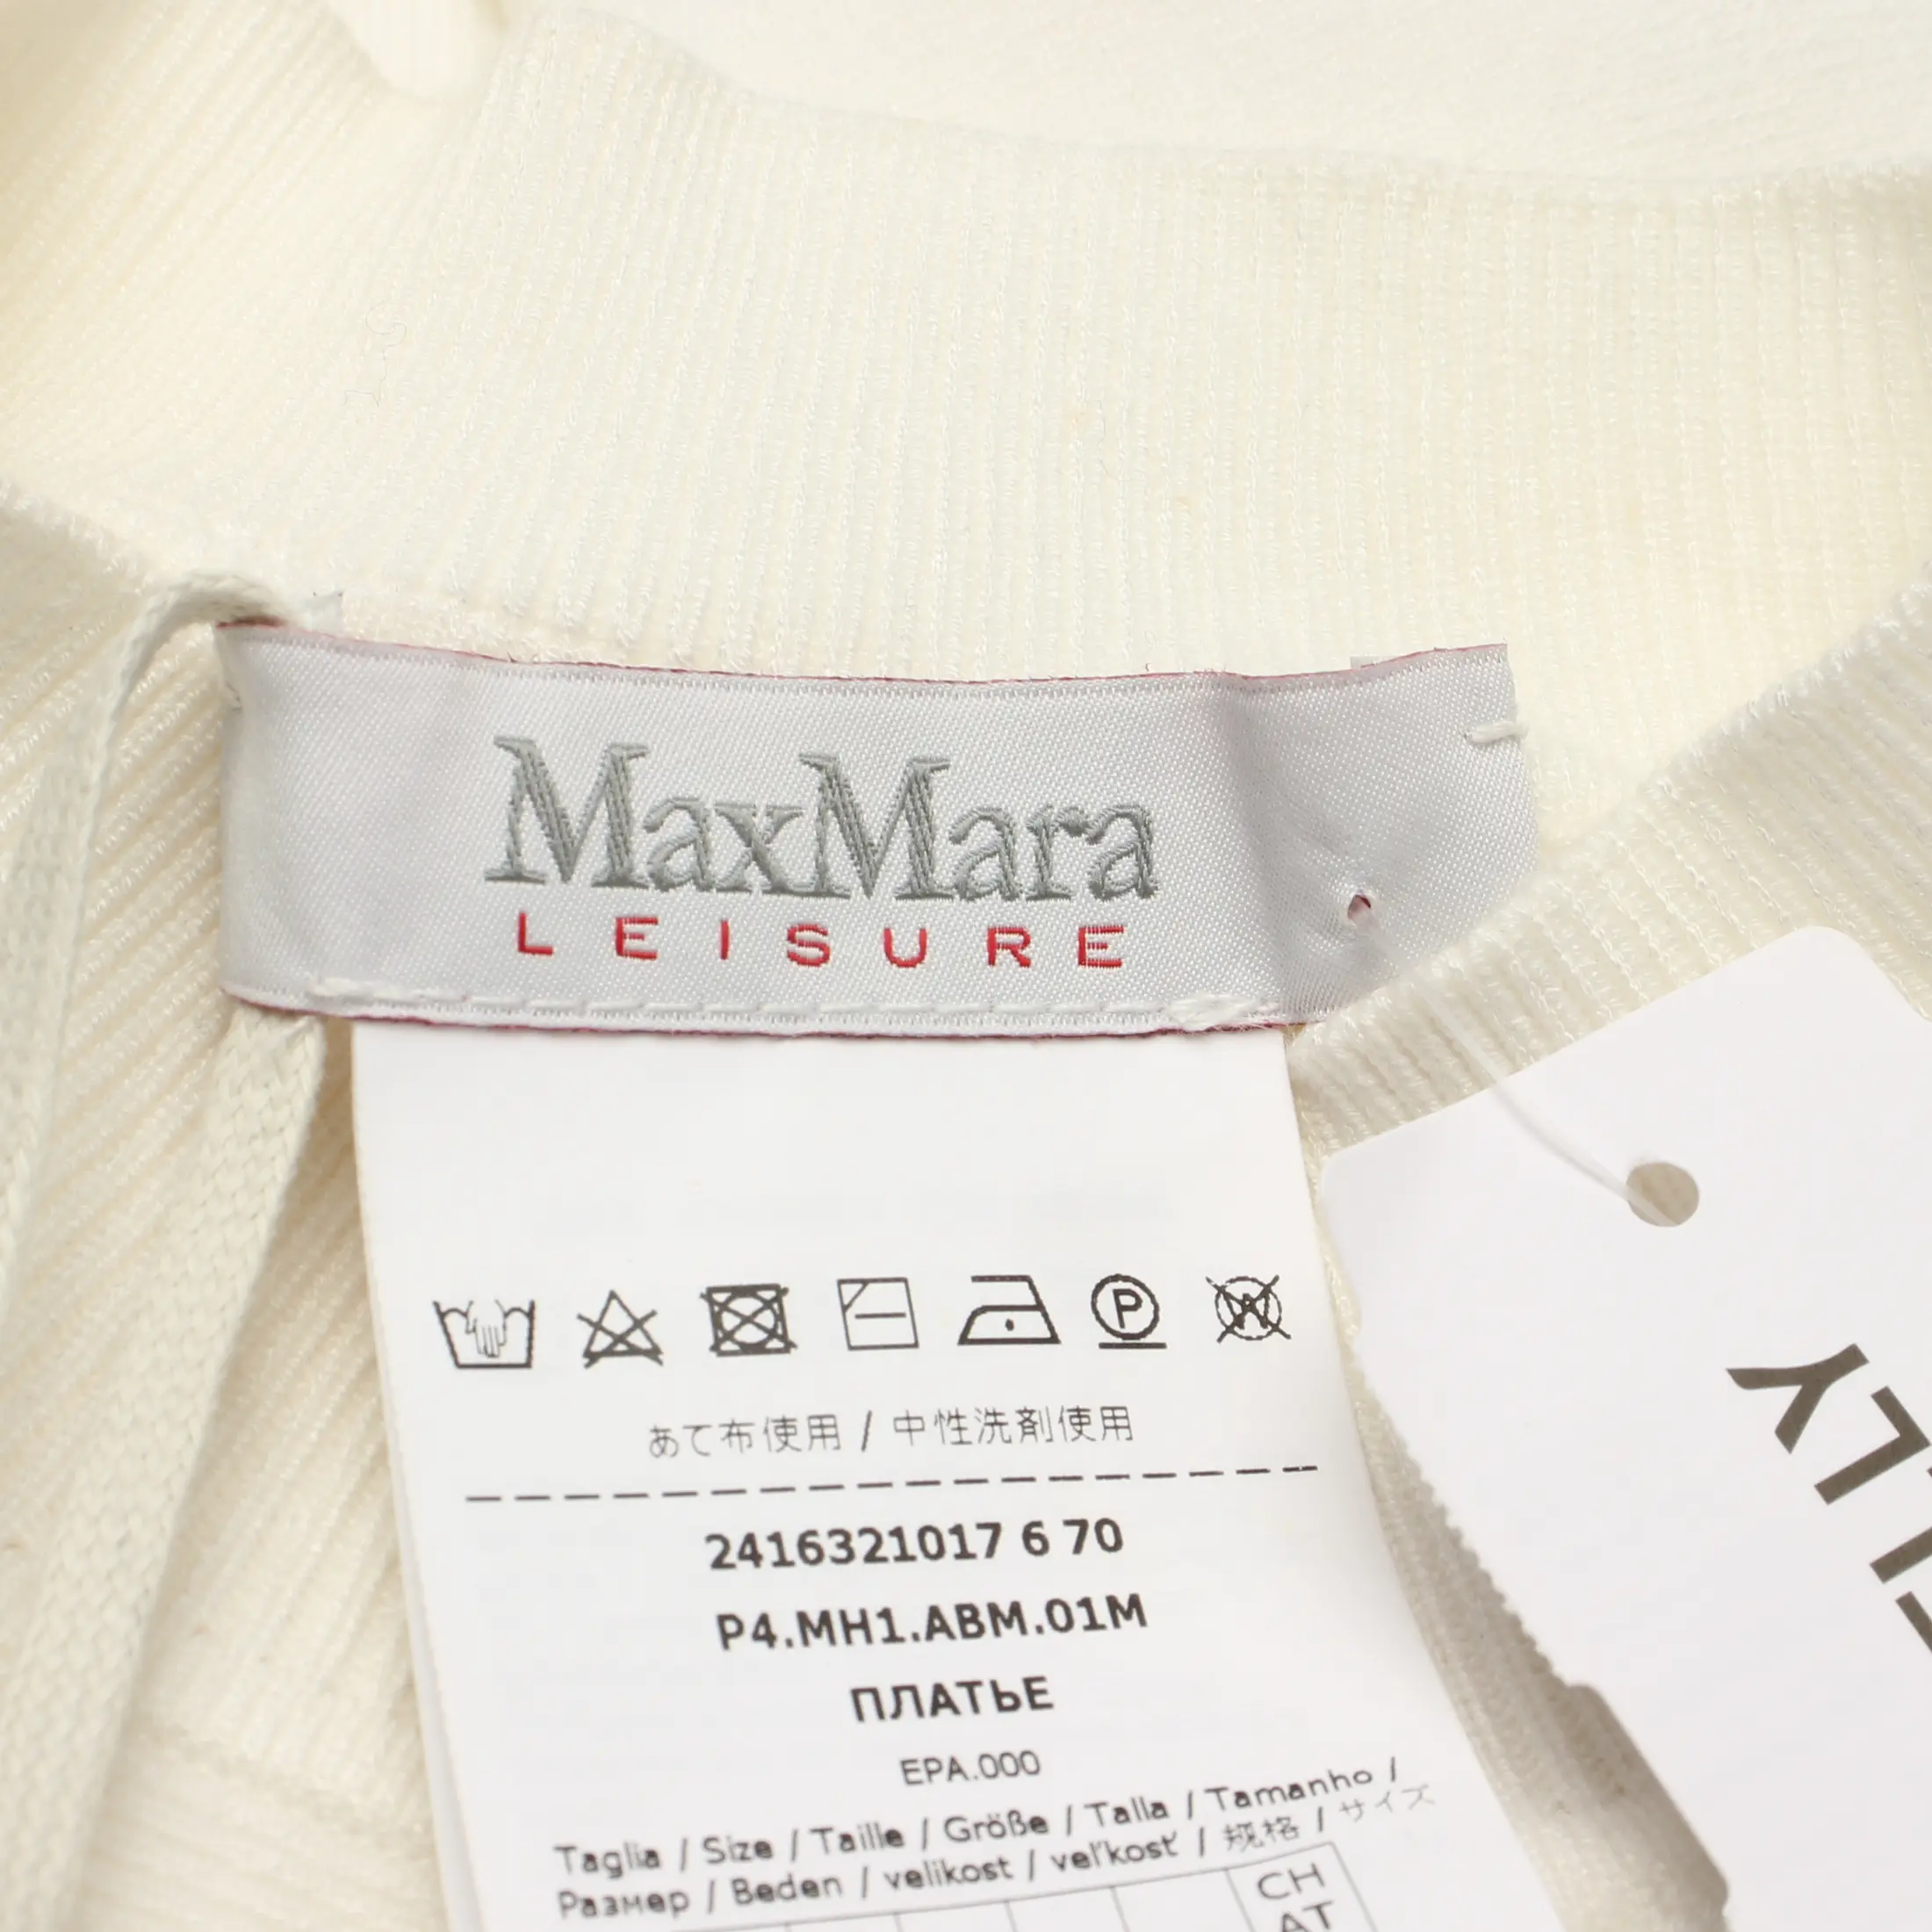 MaxMara
LEISURE
P
W
あて布使用 / 中性洗剤使用
2416321017 6 70
P4.MH1.ABM.01M
ПЛАТЬЕ
EPA.000
Taglia / Size / Taille / Größe / Talla / Tamanho /
Размер / Beden / velikost / veľkosť / 规格 / サイズ
CH
AT